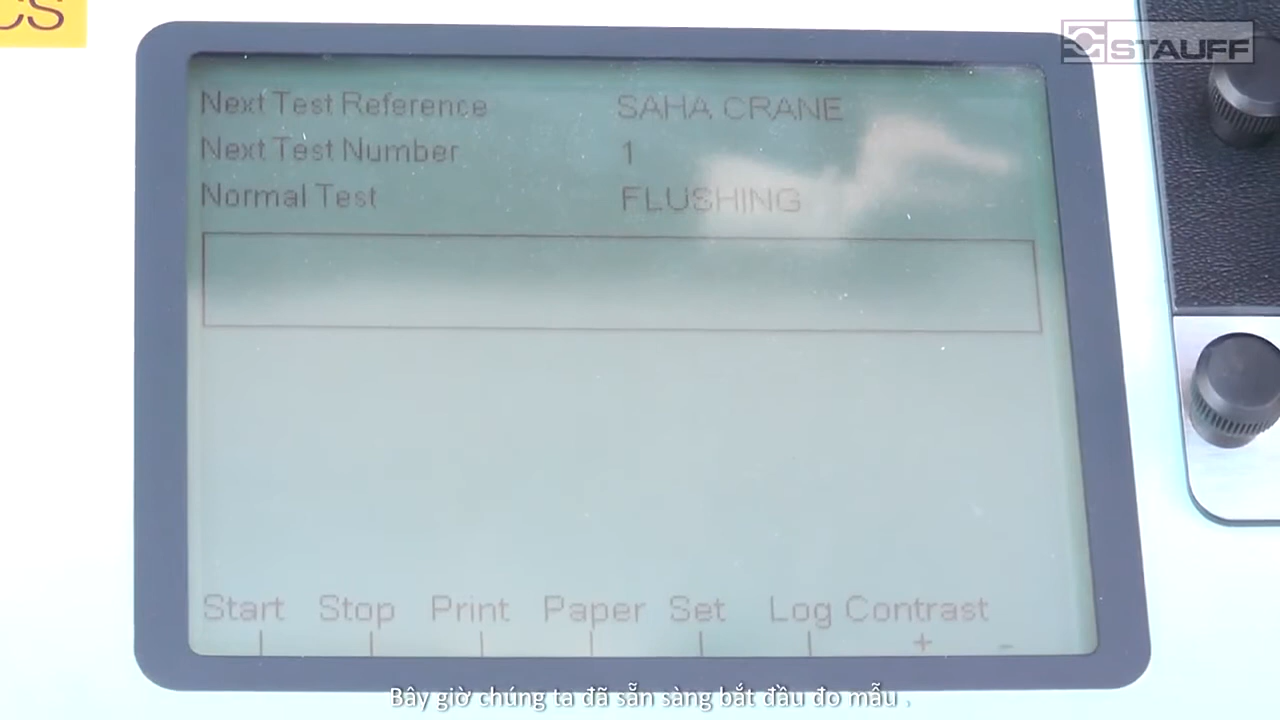 CS
STAUFF
Next Test Reference SAHA CRANE
Next Test Number 1
Normal Test FLUSHING
Start Stop Print Paper Set Log Contrast
+ -
Bây giờ chúng ta đã sẵn sàng bắt đầu đo mẫu .